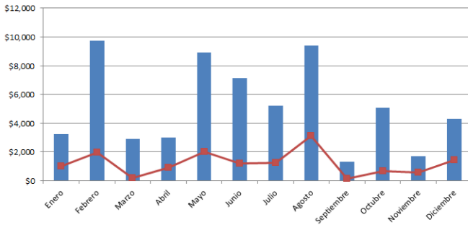 $12,000
$10,000
$8,000
$6,000
$4,000
$2,000
$0
Enero
Febrero
Marzo
Abril
Mayo
Junio
Julio
Agosto
Septiembre
Octubre
Noviembre
Diciembre